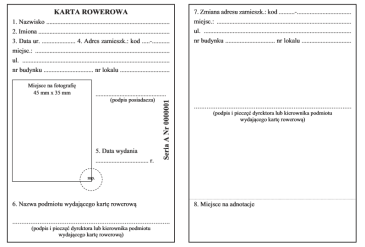 KARTA ROWEROWA
1. Nazwisko ..........................................................
2. Imiona ..............................................................
3. Data ur. ..................... 4. Adres zamieszk.: kod ....-..........
miejsc.: ..............................................................
ul. .......................................................................
nr budynku ............................ nr lokalu ........................
Miejsce na fotografię
45 mm x 35 mm
.............................................
(podpis posiadacza)
Seria A Nr 0000001
5. Data wydania
................................. r.
mp.
6. Nazwa podmiotu wydającego kartę rowerową
..............................................................................
(podpis i pieczęć dyrektora lub kierownika podmiotu
wydającego kartę rowerową)
7. Zmiana adresu zamieszk.: kod ........-....................
miejsc.: ..............................................................
ul. .......................................................................
nr budynku ............................ nr lokalu ........................
..............................................................................
(podpis i pieczęć dyrektora lub kierownika podmiotu
wydającego kartę rowerową)
8. Miejsce na adnotacje